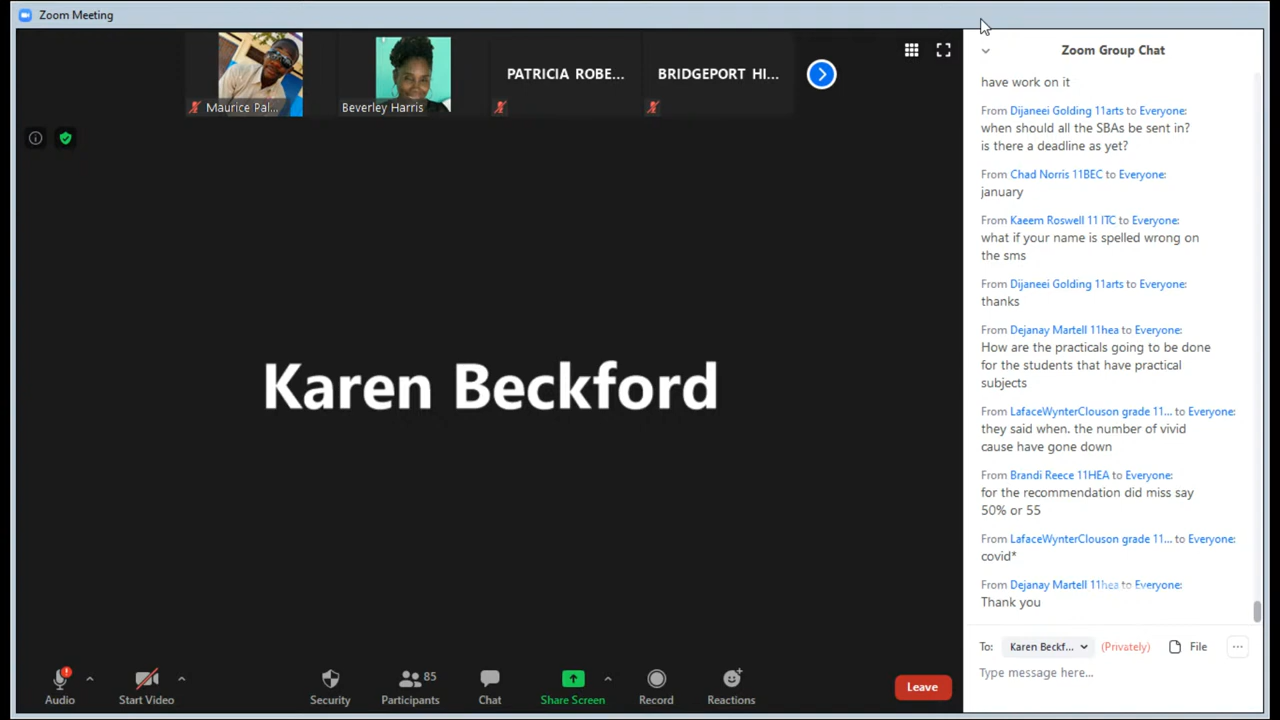 Zoom Meeting
Maurice Pal...
Beverley Harris
PATRICIA ROBE...
BRIDGEPORT HI...
Karen Beckford
Zoom Group Chat
have work on it
From Dijaneei Golding 11arts to Everyone:
when should all the SBAs be sent in?
is there a deadline as yet?
From Chad Norris 11BEC to Everyone:
january
From Kaeem Roswell 11 ITC to Everyone:
what if your name is spelled wrong on
the sms
From Dijaneei Golding 11arts to Everyone:
thanks
From Dejanay Martell 11hea to Everyone:
How are the practicals going to be done
for the students that have practical
subjects
From LafaceWynterClouson grade 11... to Everyone:
they said when. the number of vivid
cause have gone down
From Brandi Reece 11HEA to Everyone:
for the recommendation did miss say
50% or 55
From LafaceWynterClouson grade 11... to Everyone:
covid*
From Dejanay Martell 11hea to Everyone:
Thank you
To: Karen Beckf... (Privately) File
Type message here...
Audio
Start Video
Security
Participants 85
Chat
Share Screen
Record
Reactions
Leave